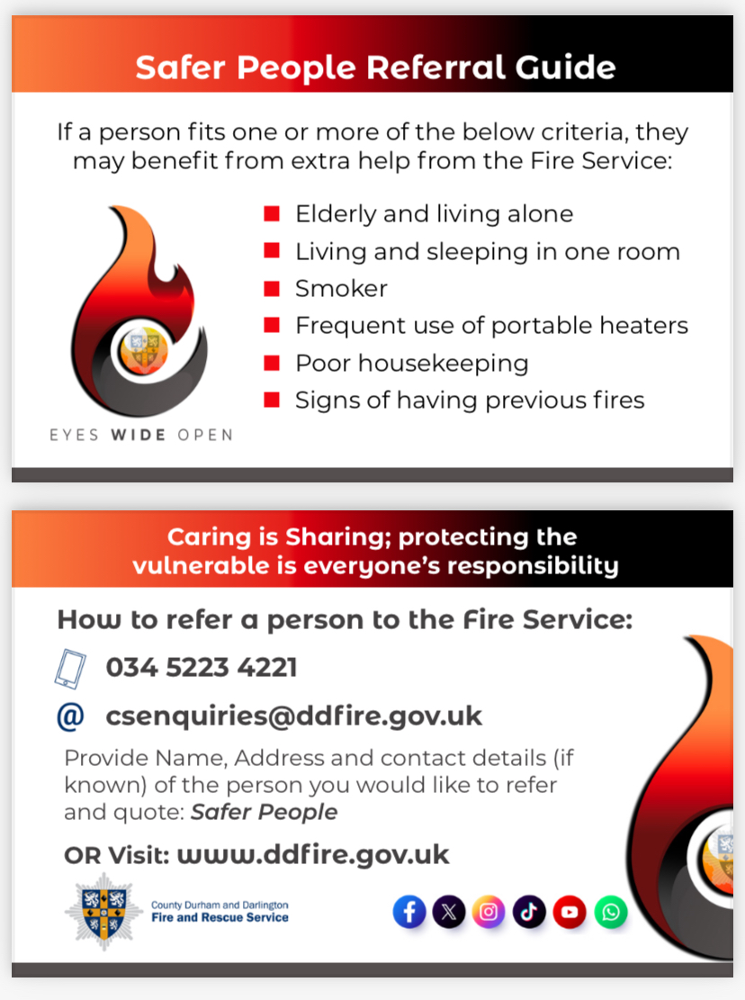 Safer People Referral Guide
If a person fits one or more of the below criteria, they
may benefit from extra help from the Fire Service:
Elderly and living alone
Living and sleeping in one room
Smoker
Frequent use of portable heaters
Poor housekeeping
Signs of having previous fires
EYES WIDE OPEN
Caring is Sharing; protecting the
vulnerable is everyone's responsibility
How to refer a person to the Fire Service:
034 5223 4221
@ csenquiries@ddfire.gov.uk
Provide Name, Address and contact details (if
known) of the person you would like to refer
and quote: Safer People
OR Visit: www.ddfire.gov.uk
County Durham and Darlington
Fire and Rescue Service